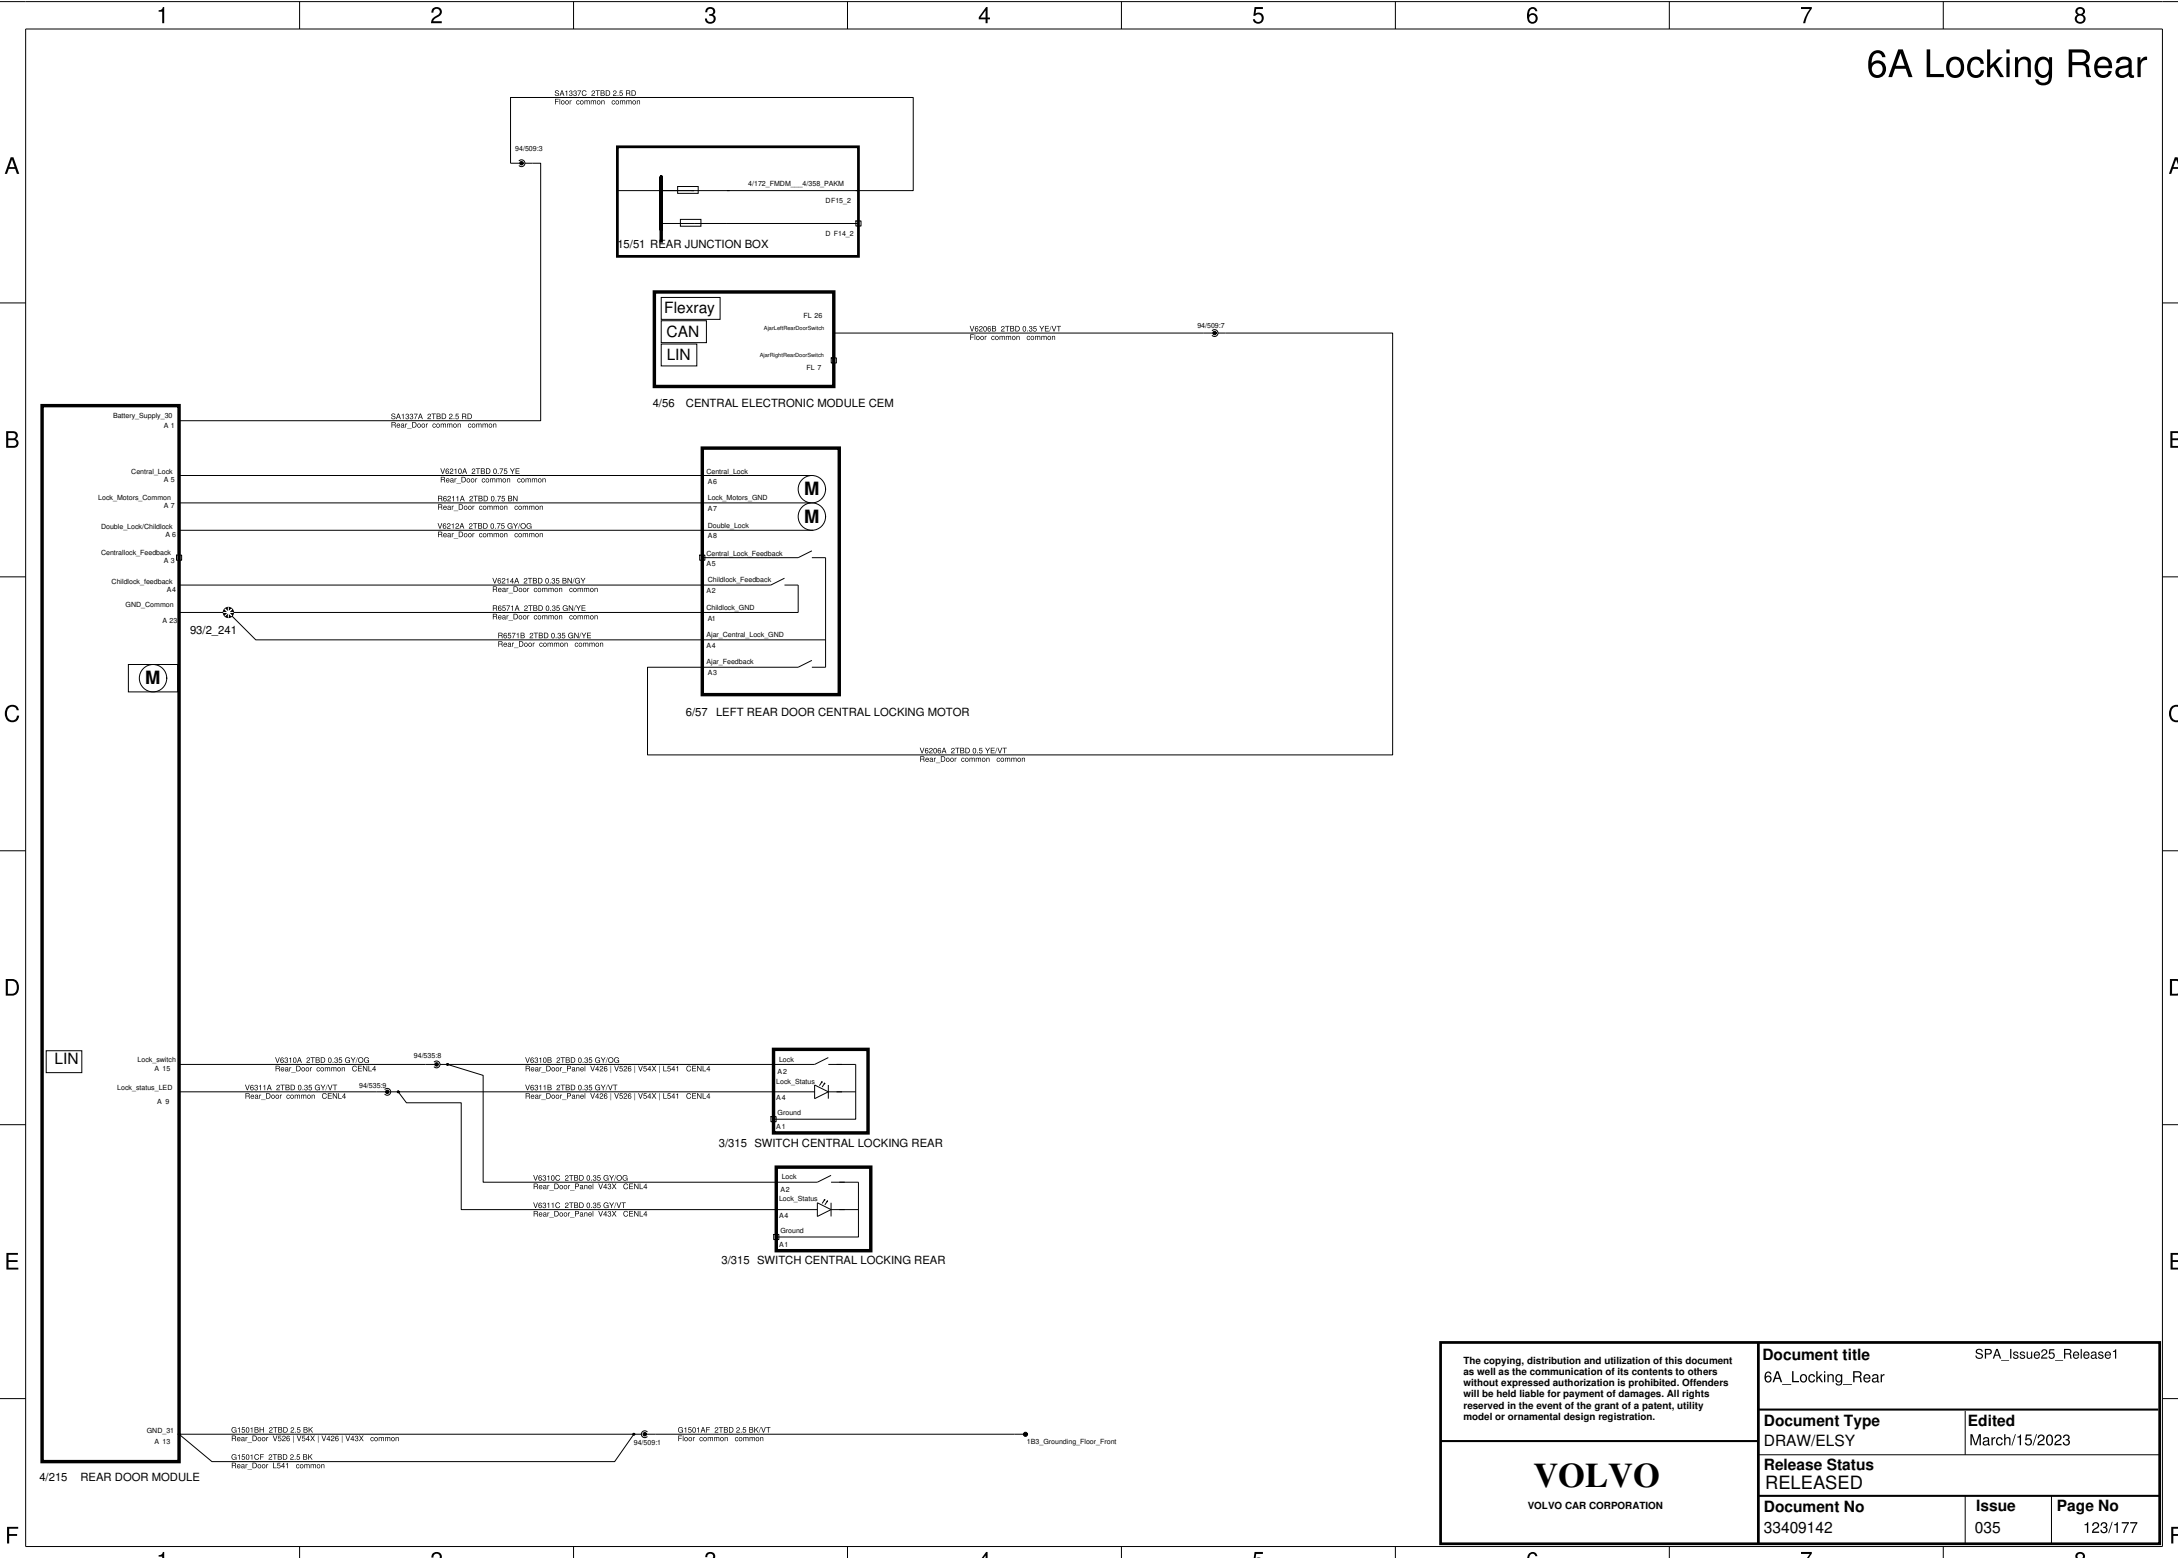 1 2 3 4 5 6 7 8
6A Locking Rear
A
A
SA1337C 2TBD 2.5 RD
Floor common common
94/509:3
4/172_FMDM___4/358_PAKM
DF15_2
D F14_2
15/51 REAR JUNCTION BOX
Flexray
CAN
LIN
FL 26
AjarLeftRearDoorSwitch
AjarRightRearDoorSwitch
FL 7
4/56 CENTRAL ELECTRONIC MODULE CEM
V6206B 2TBD 0.35 YE/VT
Floor common common
94/509:7
B
Battery_Supply_30
A 1
SA1337A 2TBD 2.5 RD
Rear_Door common common
Central_Lock
A 5
V6210A 2TBD 0.75 YE
Rear_Door common common
Central_Lock
A6
M
Lock_Motors_Common
A 7
R6211A 2TBD 0.75 BN
Rear_Door common common
Lock_Motors_GND
A7
M
Double_Lock/Childlock
A 6
V6212A 2TBD 0.75 GY/OG
Rear_Door common common
Double_Lock
A8
Centrallock_Feedback
A 3
Central_Lock_Feedback
A5
Childlock_feedback
A4
V6214A 2TBD 0.35 BN/GY
Rear_Door common common
Childlock_Feedback
A2
GND_Common
A 23
93/2_241
R6571A 2TBD 0.35 GN/YE
Rear_Door common common
Childlock_GND
A1
R6571B 2TBD 0.35 GN/YE
Rear_Door common common
Ajar_Central_Lock_GND
A4
Ajar_Feedback
A3
M
C
6/57 LEFT REAR DOOR CENTRAL LOCKING MOTOR
V6206A 2TBD 0.5 YE/VT
Rear_Door common common
D
LIN
Lock_switch
A 15
V6310A 2TBD 0.35 GY/OG
Rear_Door common CENL4
94/535:8
V6310B 2TBD 0.35 GY/OG
Rear_Door_Panel V426 | V526 | V54X | L541 CENL4
Lock
A2
Lock_status_LED
A 9
V6311A 2TBD 0.35 GY/VT
Rear_Door common CENL4
94/535:9
V6311B 2TBD 0.35 GY/VT
Rear_Door_Panel V426 | V526 | V54X | L541 CENL4
Lock_Status
A4
Ground
A1
3/315 SWITCH CENTRAL LOCKING REAR
V6310C 2TBD 0.35 GY/OG
Rear_Door_Panel V43X CENL4
Lock
A2
V6311C 2TBD 0.35 GY/VT
Rear_Door_Panel V43X CENL4
Lock_Status
A4
Ground
A1
3/315 SWITCH CENTRAL LOCKING REAR
E
GND_31
A 13
G1501BH 2TBD 2.5 BK
Rear_Door V526 | V54X | V426 | V43X common
94/509:1
G1501AF 2TBD 2.5 BK/VT
Floor common common
1B3_Grounding_Floor_Front
G1501CF 2TBD 2.5 BK
Rear_Door L541 common
4/215 REAR DOOR MODULE
F
The copying, distribution and utilization of this document
as well as the communication of its contents to others
without expressed authorization is prohibited. Offenders
will be held liable for payment of damages. All rights
reserved in the event of the grant of a patent, utility
model or ornamental design registration.
VOLVO
VOLVO CAR CORPORATION
Document title SPA_Issue25_Release1
6A_Locking_Rear
Document Type Edited
DRAW/ELSY March/15/2023
Release Status
RELEASED
Document No Issue Page No
33409142 035 123/177